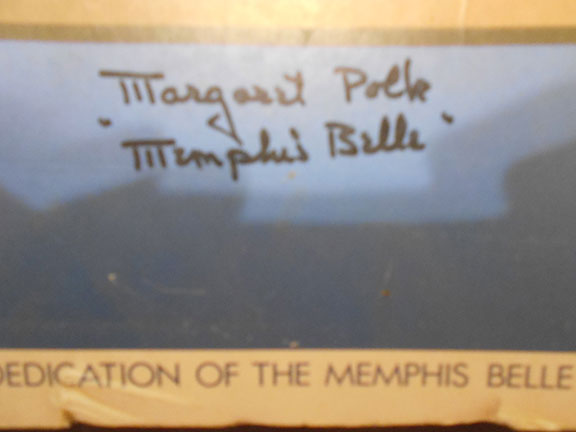 Margaret Polk
"Memphis Belle"
DEDICATION OF THE MEMPHIS BELLE